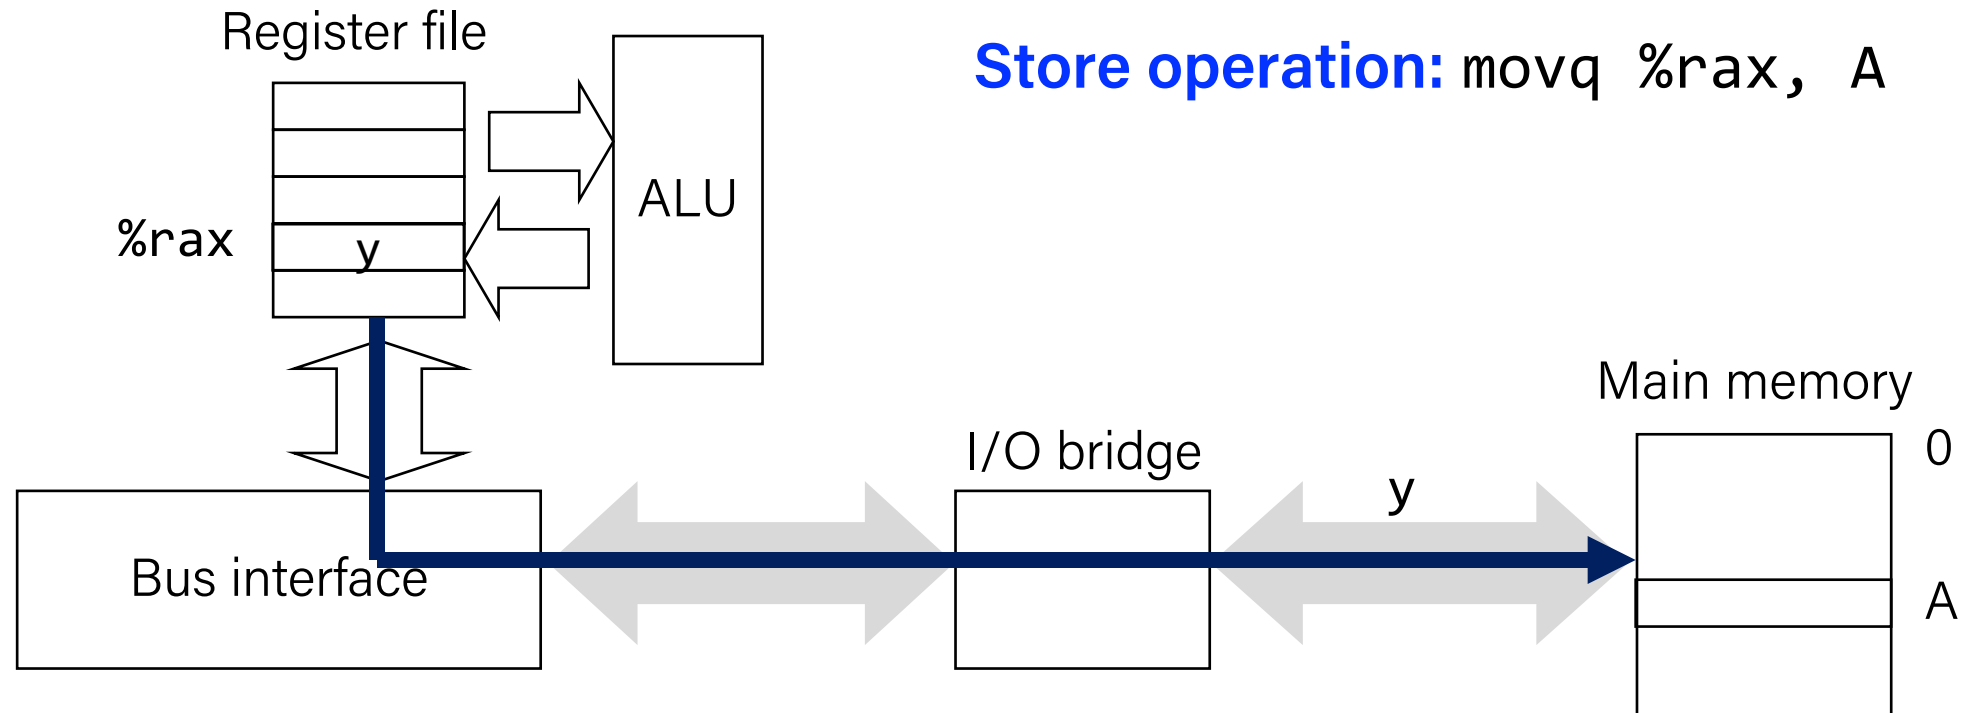 Register file
Store operation: movq %rax, A
ALU
%rax
y
Main memory
I/O bridge
0
y
Bus interface
A